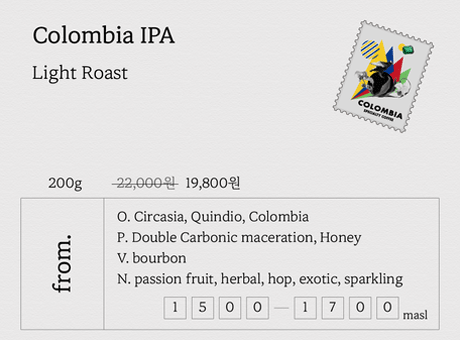 Colombia IPA
Light Roast
COLOMBIA
SPECIALTY COFFEE
200g 22,000원 19,800원
from.
O. Circasia, Quindio, Colombia
P. Double Carbonic maceration, Honey
V. bourbon
N. passion fruit, herbal, hop, exotic, sparkling
1 5 0 0 — 1 7 0 0 masl